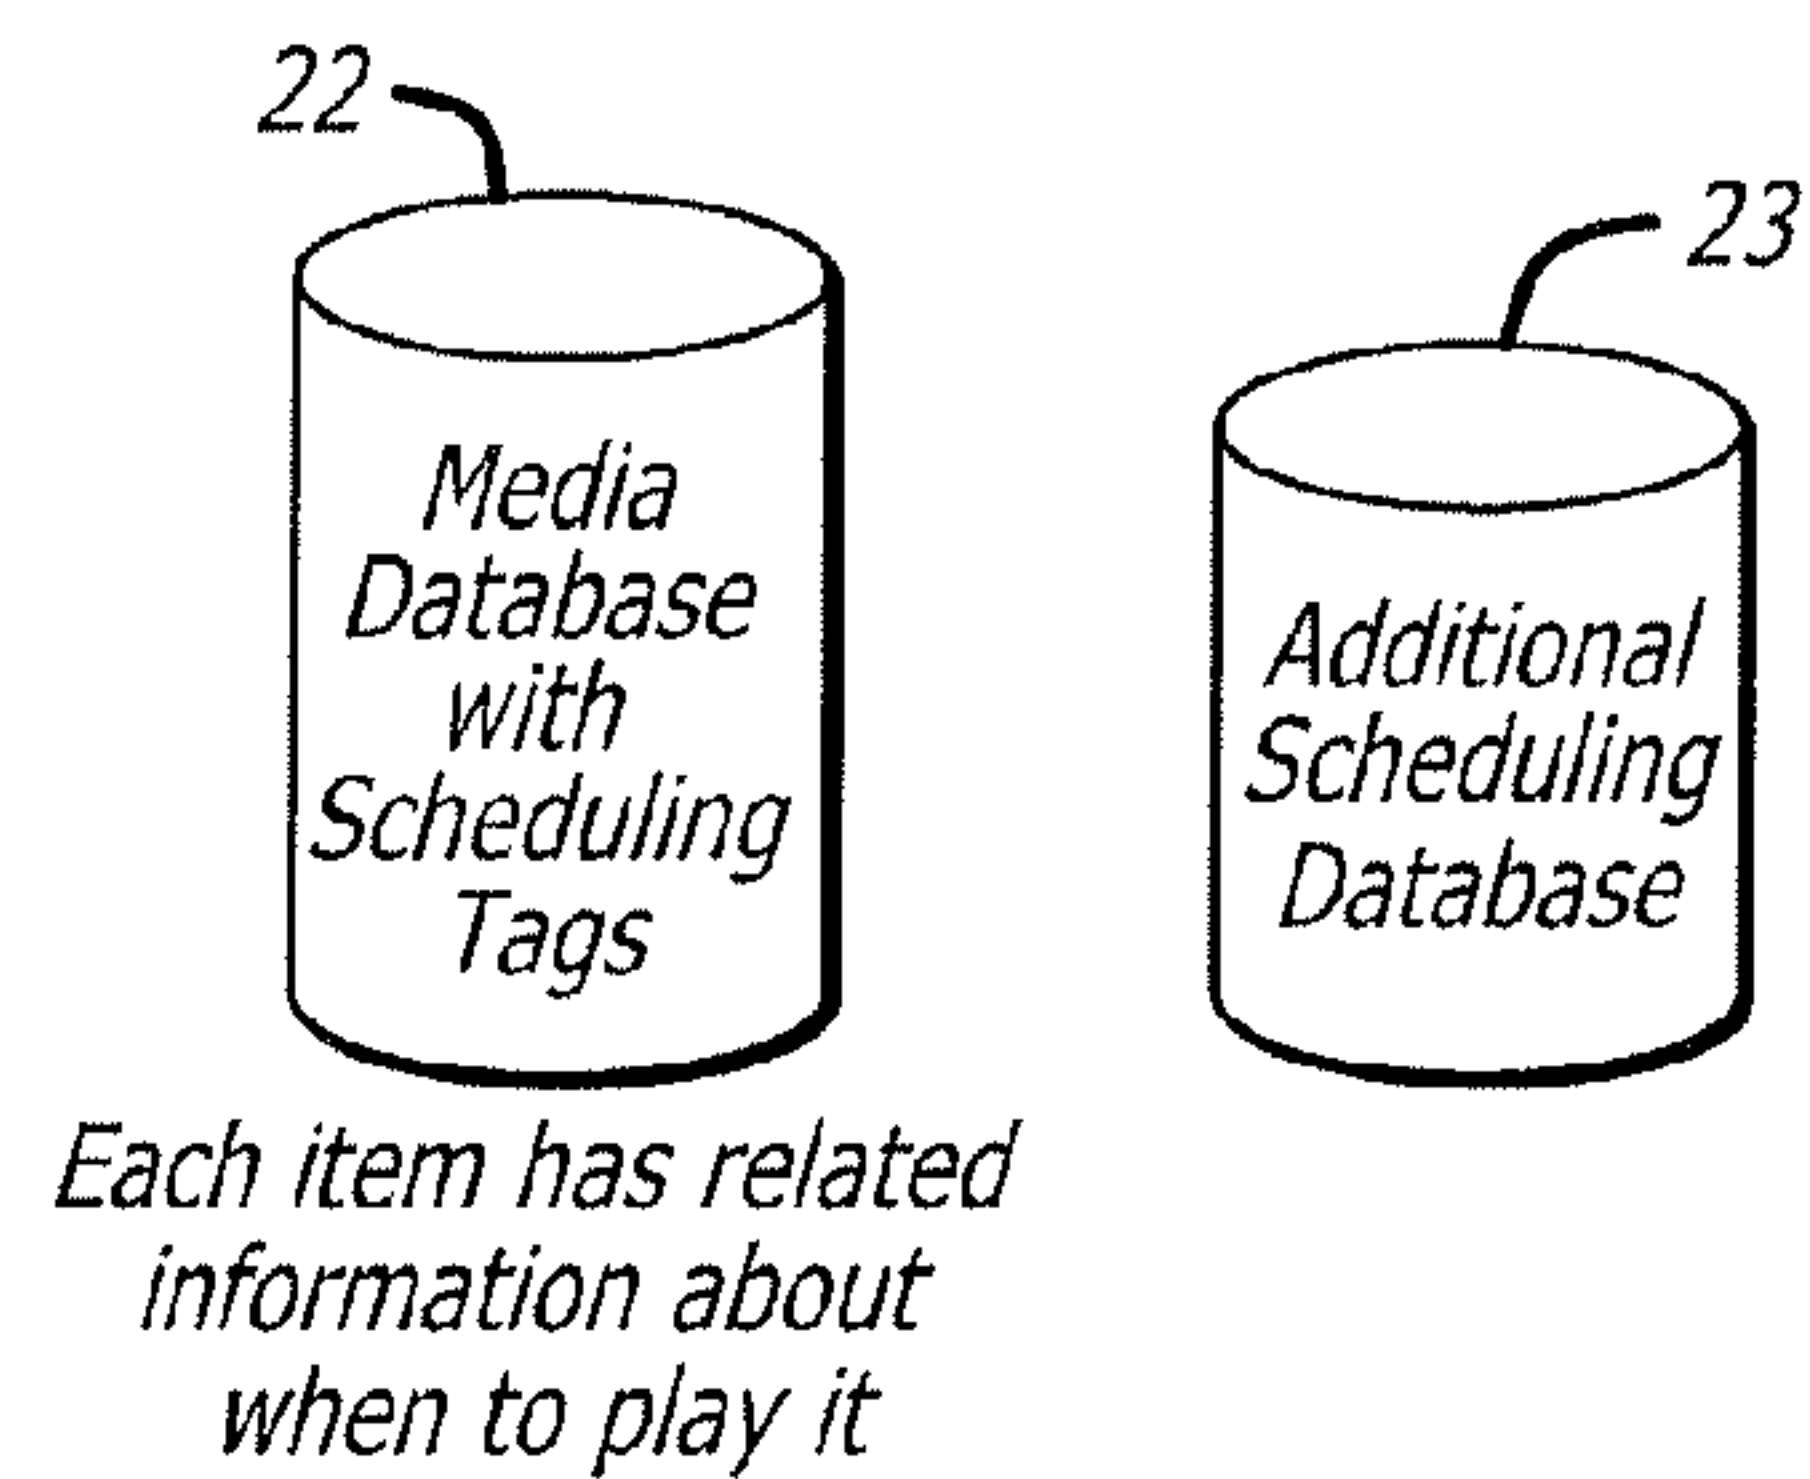 22
Media
Database
with
Scheduling
Tags
Each item has related
information about
when to play it
23
Additional
Scheduling
Database